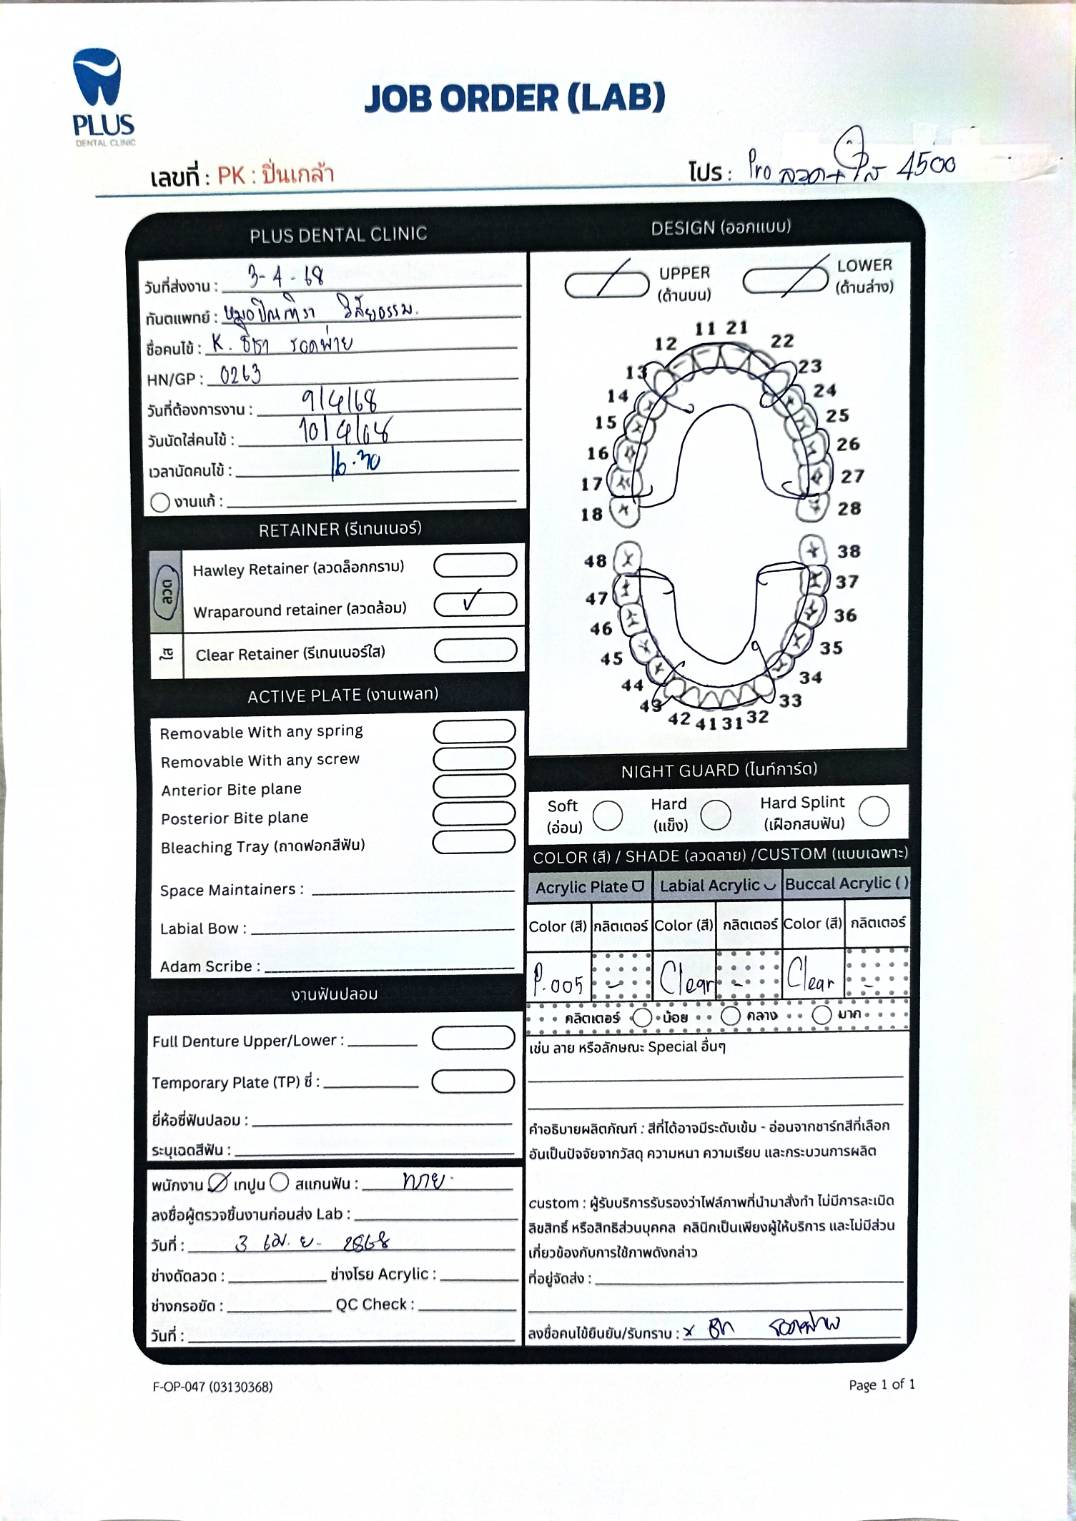 PLUS
DENTAL CLINIC
JOB ORDER (LAB)
เลขที่ : PK : ปิ่นเกล้า
โปร : Pro ลวด+ใส 4500
PLUS DENTAL CLINIC
วันที่ส่งงาน : 3-4-68
ทันตแพทย์ : หมอปัณฑิรา วิสัยธรรม
ชื่อคนไข้ : K.
HN/GP : 0263
วันที่ต้องการงาน : 9/4/68
วันนัดใส่คนไข้ : 10/4/68
เวลานัดคนไข้ : 16.30
งานแก้ :
RETAINER (รีเทนเนอร์)
ลวด
Hawley Retainer (ลวดล็อกกราม)
Wraparound retainer (ลวดล้อม) ✓
ใส
Clear Retainer (รีเทนเนอร์ใส)
ACTIVE PLATE (งานเพลท)
Removable With any spring
Removable With any screw
Anterior Bite plane
Posterior Bite plane
Bleaching Tray (ถาดฟอกสีฟัน)
Space Maintainers :
Labial Bow :
Adam Scribe :
งานฟันปลอม
Full Denture Upper/Lower :
Temporary Plate (TP) ซี่ :
ยี่ห้อซี่ฟันปลอม :
ระบุเฉดสีฟัน :
พนักงาน เทปูน สแกนฟัน :
ลงชื่อผู้ตรวจชิ้นงานก่อนส่ง Lab :
วันที่ : 3 เม.ย. 2568
ช่างดัดลวด : ช่างโรย Acrylic :
ช่างกรอขัด : QC Check :
วันที่ :
DESIGN (ออกแบบ)
UPPER
(ด้านบน)
LOWER
(ด้านล่าง)
11 21
12 22
13 23
14 24
15 25
16 26
17 27
18 28
48 38
47 37
46 36
45 35
44 34
43 33
42 41 31 32
NIGHT GUARD (ไนท์การ์ด)
Soft
(อ่อน)
Hard
(แข็ง)
Hard Splint
(เฝือกสบฟัน)
COLOR (สี) / SHADE (ลวดลาย) /CUSTOM (แบบเฉพาะ)
Acrylic Plate Labial Acrylic Buccal Acrylic ( )
Color (สี) กลิตเตอร์ Color (สี) กลิตเตอร์ Color (สี) กลิตเตอร์
P.005 - Clear - Clear -
กลิตเตอร์ น้อย กลาง มาก
เช่น ลาย หรือลักษณะ Special อื่นๆ
คำอธิบายผลิตภัณฑ์ : สีที่ได้อาจมีระดับเข้ม - อ่อนจากชาร์ทสีที่เลือก
อันเป็นปัจจัยจากวัสดุ ความหนา ความเรียบ และกระบวนการผลิต
custom : ผู้รับบริการรับรองว่าไฟล์ภาพที่นำมาสั่งทำ ไม่มีการละเมิด
ลิขสิทธิ์ หรือสิทธิส่วนบุคคล คลินิกเป็นเพียงผู้ให้บริการ และไม่มีส่วน
เกี่ยวข้องกับการใช้ภาพดังกล่าว
ที่อยู่จัดส่ง :
ลงชื่อคนไข้ยืนยัน/รับทราบ : x
F-OP-047 (03130368)
Page 1 of 1